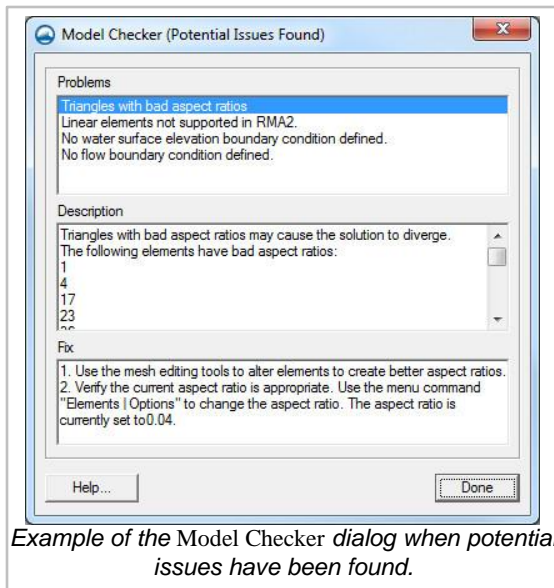 Model Checker (Potential Issues Found)
Problems
Triangles with bad aspect ratios
Linear elements not supported in RMA2.
No water surface elevation boundary condition defined.
No flow boundary condition defined.
Description
Triangles with bad aspect ratios may cause the solution to diverge.
The following elements have bad aspect ratios:
1
4
17
23
Fix
1. Use the mesh editing tools to alter elements to create better aspect ratios.
2. Verify the current aspect ratio is appropriate. Use the menu command
"Elements | Options" to change the aspect ratio. The aspect ratio is
currently set to0.04.
Help...
Done
Example of the Model Checker dialog when potential
issues have been found.